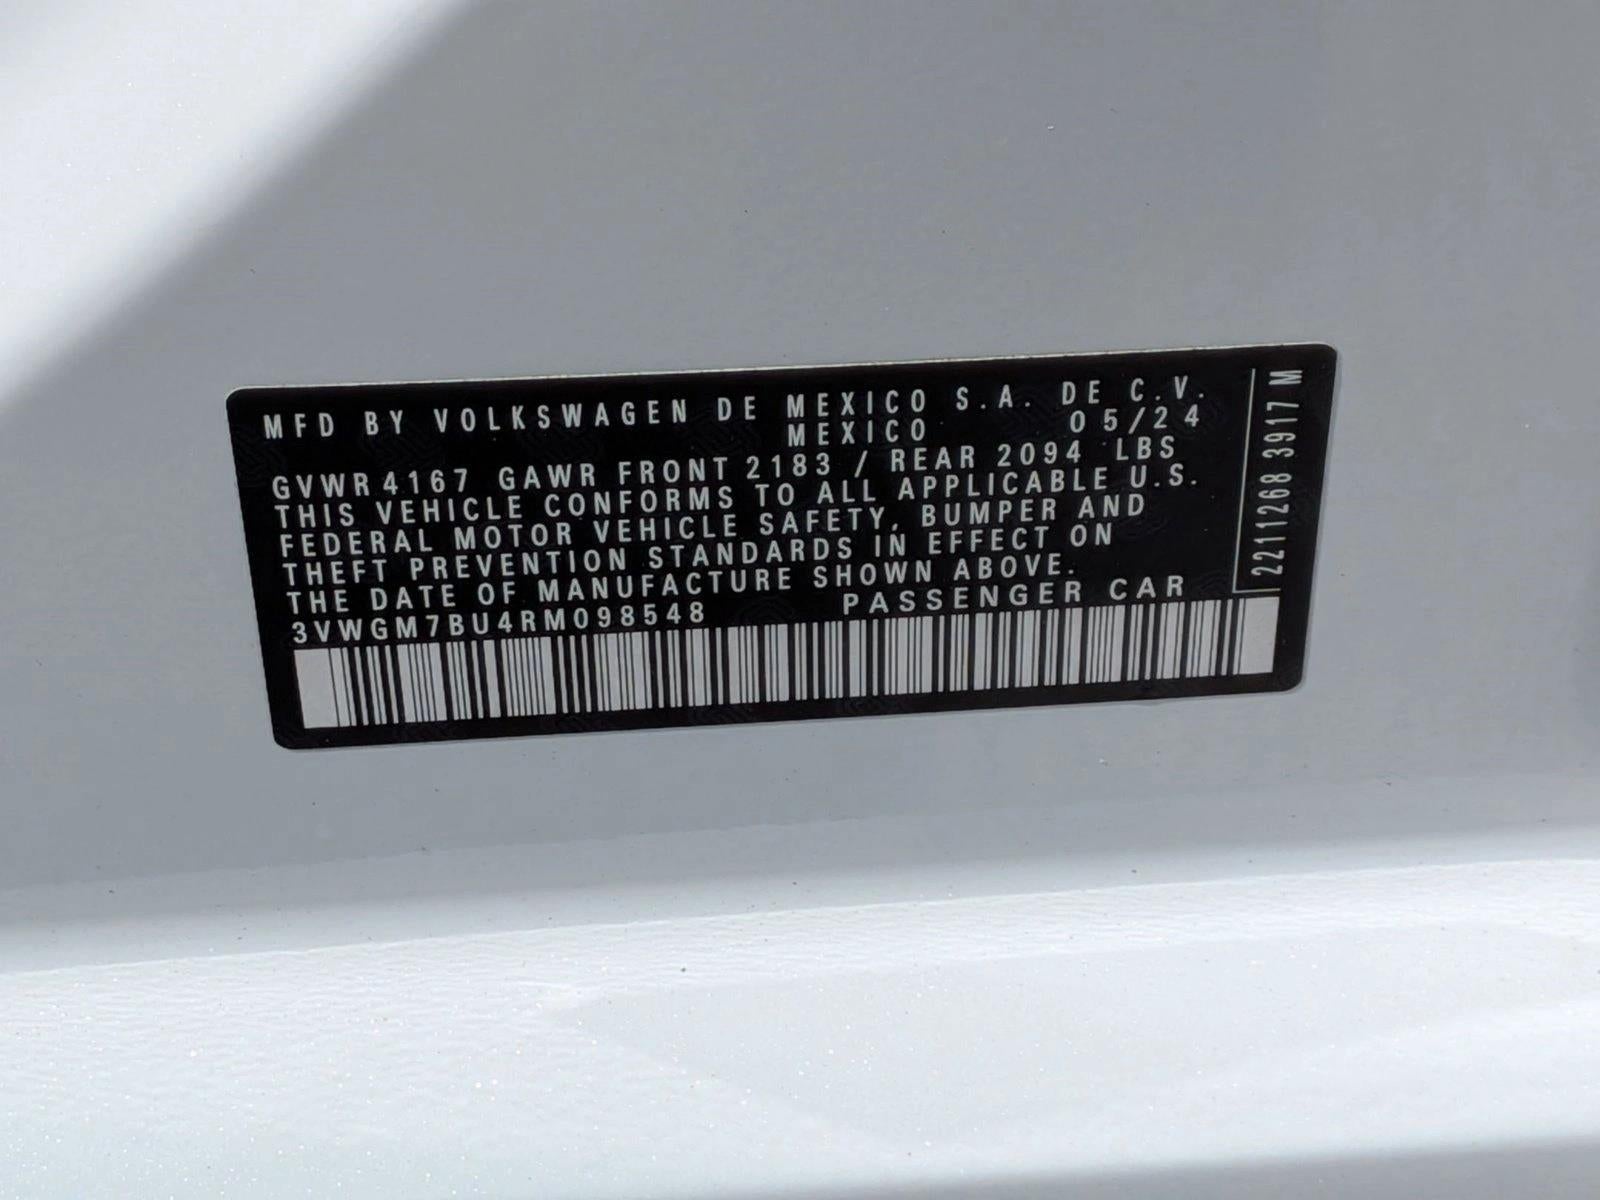 MFD BY VOLKSWAGEN DE MEXICO S.A. DE C.V.
MEXICO 05/24
GVWR 4167 GAWR FRONT 2183 / REAR 2094 LBS
THIS VEHICLE CONFORMS TO ALL APPLICABLE U.S.
FEDERAL MOTOR VEHICLE SAFETY, BUMPER AND
THEFT PREVENTION STANDARDS IN EFFECT ON
THE DATE OF MANUFACTURE SHOWN ABOVE.
3VWGM7BU4RM098548 PASSENGER CAR
2211268 3917 M